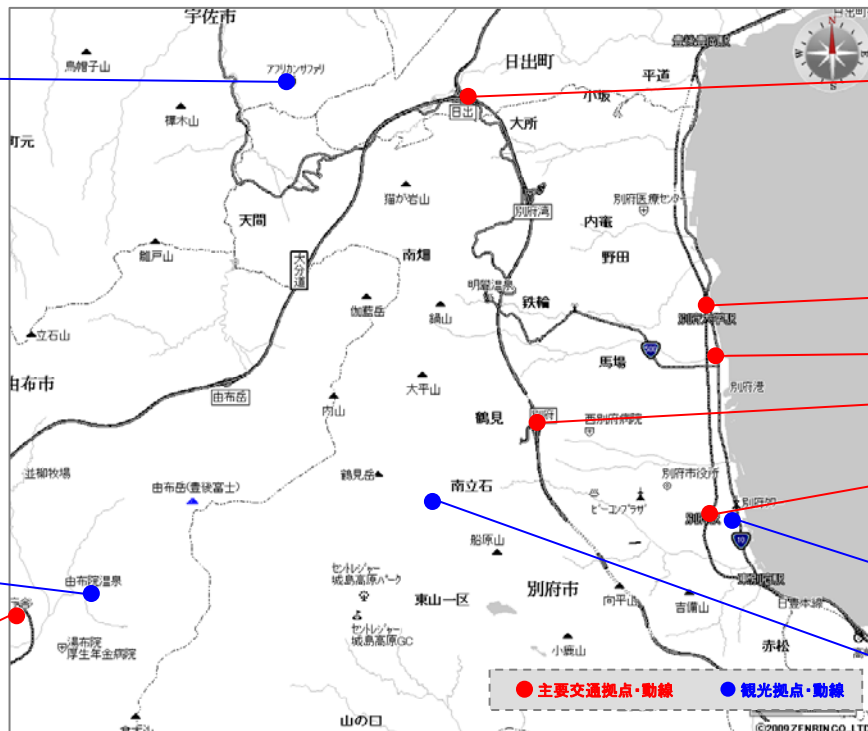 宇佐市
日出町
烏帽子山
アフリカンサファリ
平道
小坂
日出
大所
樺木山
町元
猫が岩山
別府医療センター
天間
別府湾
内竈
野田
雛戸山
南畑
大分道
明礬温泉
鉄輪
伽藍岳
鍋山
立石山
馬場
500
由布市
大平山
別府港
由布岳
内山
鶴見
別府
西別府病院
並柳牧場
鶴見岳
南立石
別府市役所
由布岳(豊後富士)
ビーコンプラザ
別府駅
10
船原山
東別府駅
由布院温泉
セントレジャー
城島高原パーク
東山一区
別府市
向平山
吉備山
日豊本線
セントレジャー
城島高原GC
湯布院
厚生年金病院
小鹿山
赤松
主要交通拠点・動線
観光拠点・動線
山の口
©2009 ZENRIN CO., LTD
N
E
S
W